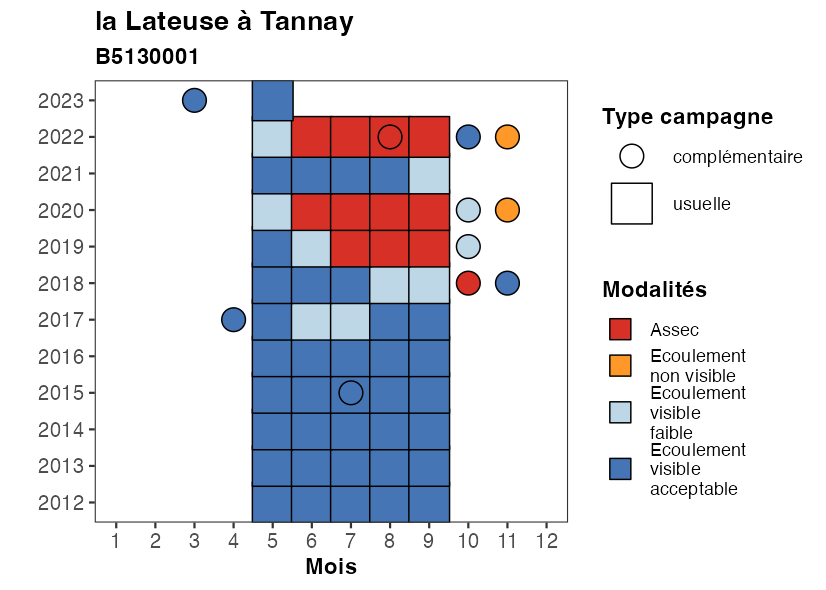 la Lateuse à Tannay
B5130001
2023
2022
2021
2020
2019
2018
2017
2016
2015
2014
2013
2012
1 2 3 4 5 6 7 8 9 10 11 12
Mois
Type campagne
complémentaire
usuelle
Modalités
Assec
Ecoulement
non visible
Ecoulement
visible
faible
Ecoulement
visible
acceptable